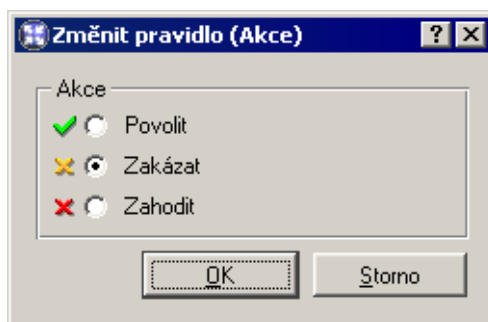 Změnit pravidlo (Akce)
Akce
Povolit
Zakázat
Zahodit
OK
Storno